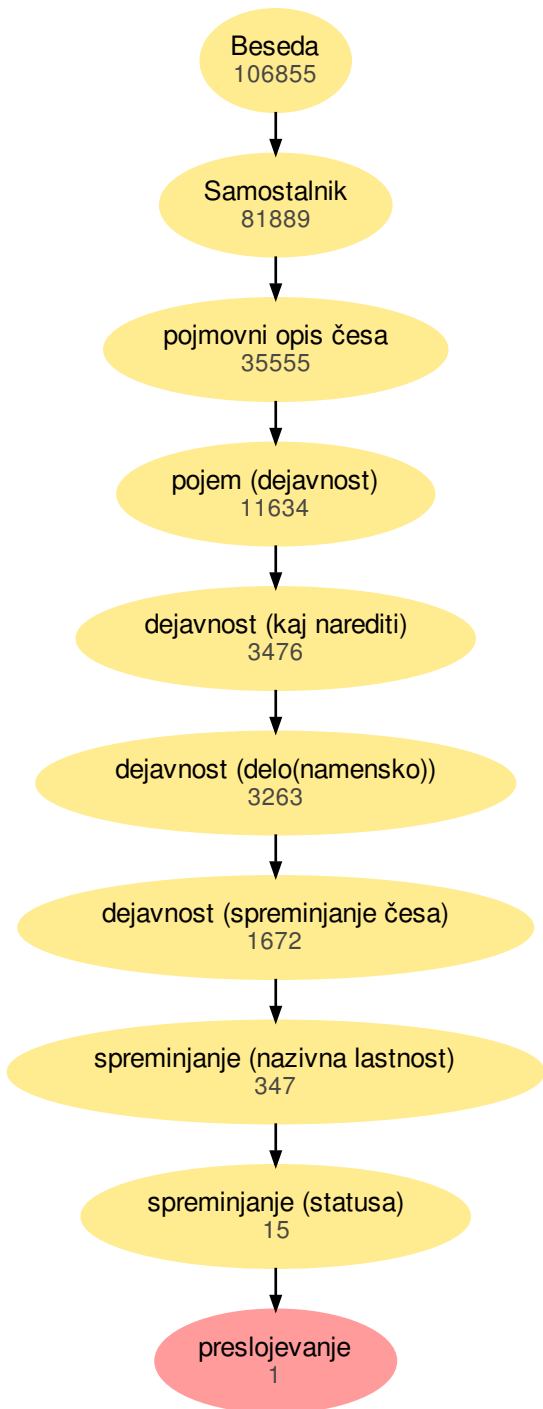 Beseda
106855
Samostalnik
81889
pojmovni opis česa
35555
pojem (dejavnost)
11634
dejavnost (kaj narediti)
3476
dejavnost (delo(namensko))
3263
dejavnost (spreminjanje česa)
1672
spreminjanje (nazivna lastnost)
347
spreminjanje (statusa)
15
preslojevanje
1